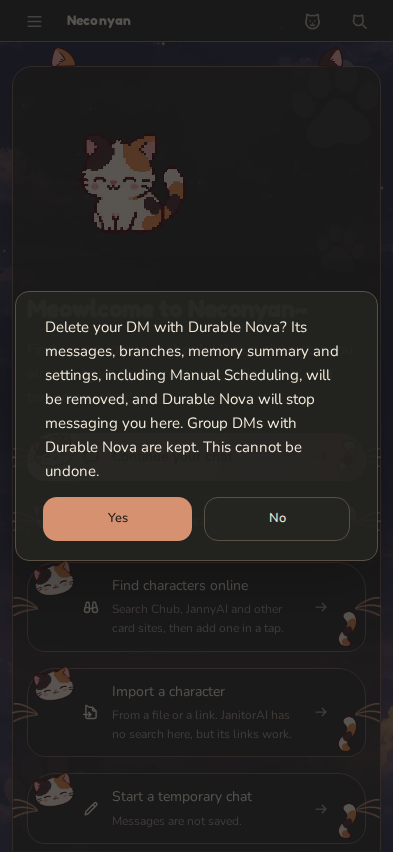 Neconyan
Meowlcome to Neconyan~
Delete your DM with Durable Nova? Its
messages, branches, memory summary and
settings, including Manual Scheduling, will
be removed, and Durable Nova will stop
messaging you here. Group DMs with
Durable Nova are kept. This cannot be
undone.
Yes
No
Find characters online
Search Chub, JannyAI and other
card sites, then add one in a tap.
Import a character
From a file or a link. JanitorAI has
no search here, but its links work.
Start a temporary chat
Messages are not saved.